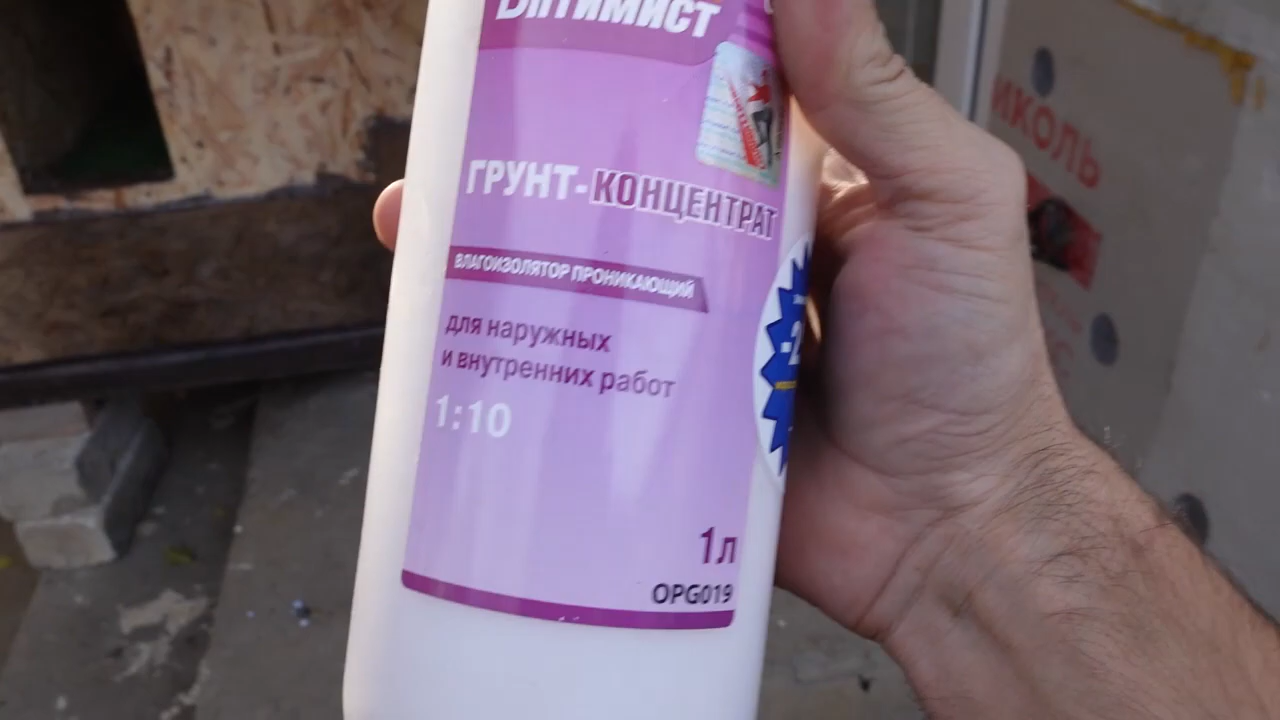 Оптимист
ГРУНТ-КОНЦЕНТРАТ
ВЛАГОИЗОЛЯТОР ПРОНИКАЮЩИЙ
для наружных
и внутренних работ
1:10
1л
OPG019
ИКОЛЬ